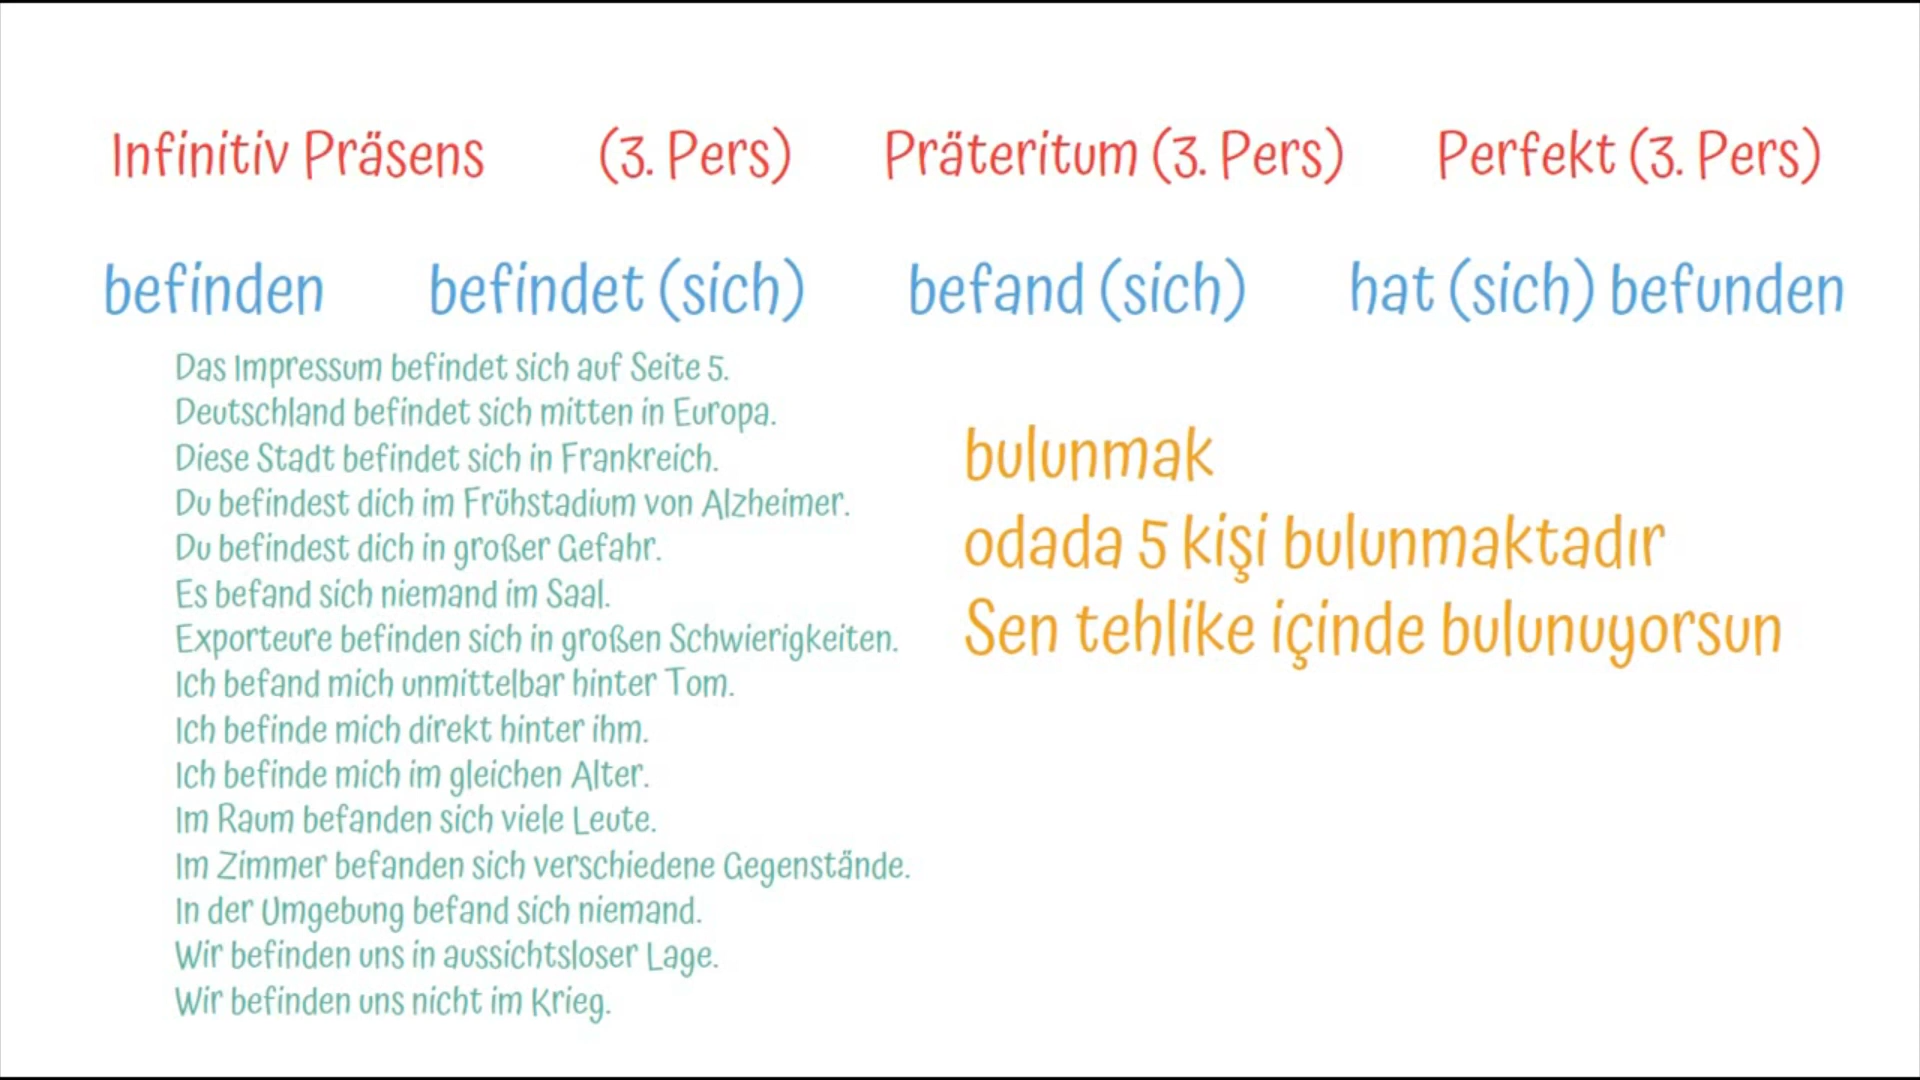 Infinitiv Präsens (3. Pers) Präteritum (3. Pers) Perfekt (3. Pers)
befinden befindet (sich) befand (sich) hat (sich) befunden
Das Impressum befindet sich auf Seite 5.
Deutschland befindet sich mitten in Europa.
Diese Stadt befindet sich in Frankreich.
Du befindest dich im Frühstadium von Alzheimer.
Du befindest dich in großer Gefahr.
Es befand sich niemand im Saal.
Exporteure befinden sich in großen Schwierigkeiten.
Ich befand mich unmittelbar hinter Tom.
Ich befinde mich direkt hinter ihm.
Ich befinde mich im gleichen Alter.
Im Raum befanden sich viele Leute.
Im Zimmer befanden sich verschiedene Gegenstände.
In der Umgebung befand sich niemand.
Wir befinden uns in aussichtsloser Lage.
Wir befinden uns nicht im Krieg.
bulunmak
odada 5 kişi bulunmaktadır
Sen tehlike içinde bulunuyorsun